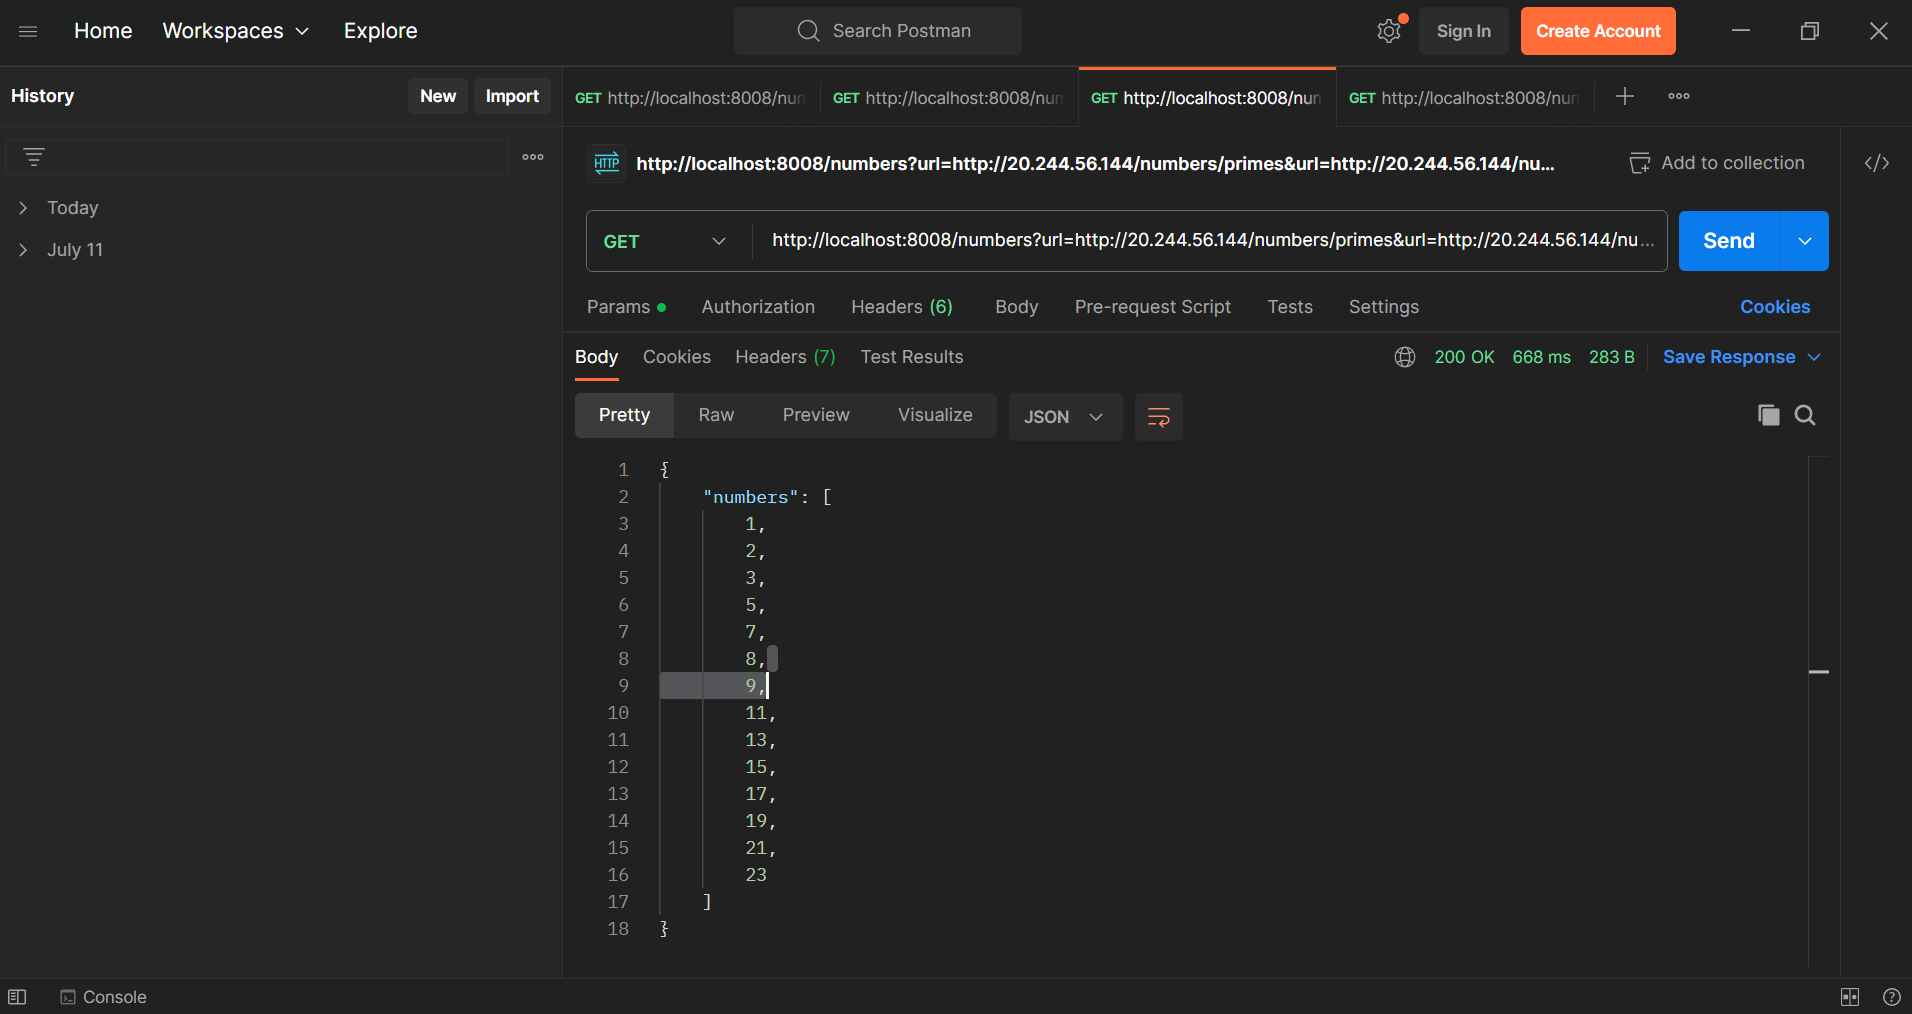 Home Workspaces Explore Search Postman Sign In Create Account
History New Import
GET http://localhost:8008/num GET http://localhost:8008/num GET http://localhost:8008/num GET http://localhost:8008/num
HTTP http://localhost:8008/numbers?url=http://20.244.56.144/numbers/primes&url=http://20.244.56.144/nu... Add to collection </>
Today
July 11
GET http://localhost:8008/numbers?url=http://20.244.56.144/numbers/primes&url=http://20.244.56.144/nu... Send
Params Authorization Headers (6) Body Pre-request Script Tests Settings Cookies
Body Cookies Headers (7) Test Results 200 OK 668 ms 283 B Save Response
Pretty Raw Preview Visualize JSON
1 {
2 "numbers": [
3 1,
4 2,
5 3,
6 5,
7 7,
8 8,
9 9,
10 11,
11 13,
12 15,
13 17,
14 19,
15 21,
16 23
17 ]
18 }
Console